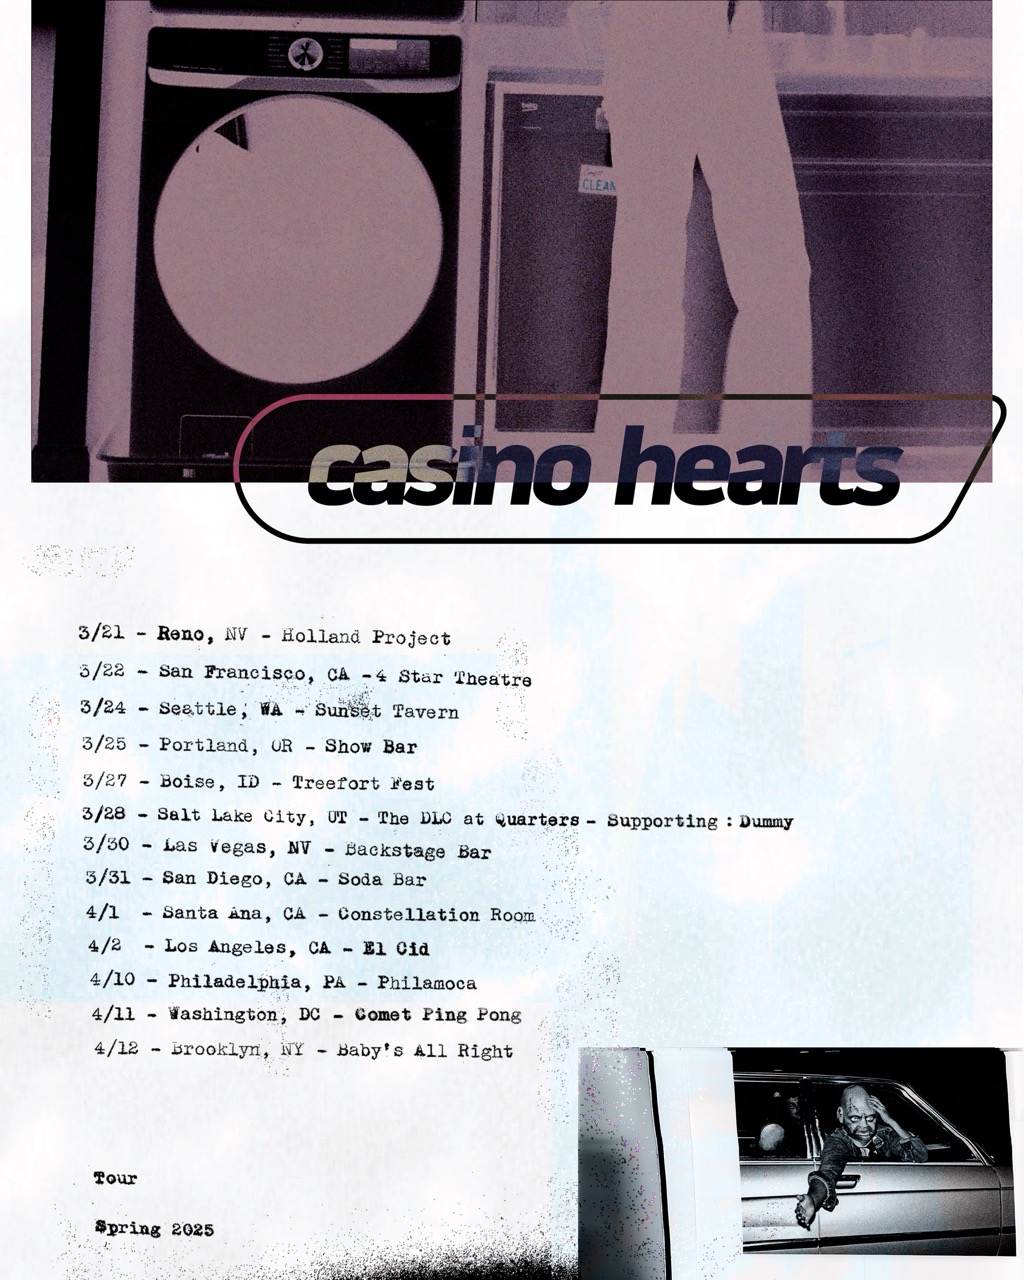 CLEAN
casino hearts
3/21 - Reno, NV - Holland Project
3/22 - San Francisco, CA -4 Star Theatre
3/24 - Seattle, WA - Sunset Tavern
3/25 - Portland, OR - Show Bar
3/27 - Boise, ID - Treefort Fest
3/28 - Salt Lake City, UT - The DLC at Quarters - Supporting : Dummy
3/30 - Las Vegas, NV - Backstage Bar
3/31 - San Diego, CA - Soda Bar
4/1 - Santa Ana, CA - Constellation Room
4/2 - Los Angeles, CA - El Cid
4/10 - Philadelphia, PA - Philamoca
4/11 - Washington, DC - Comet Ping Pong
4/12 - Brooklyn, NY - Baby's All Right
Tour
Spring 2025